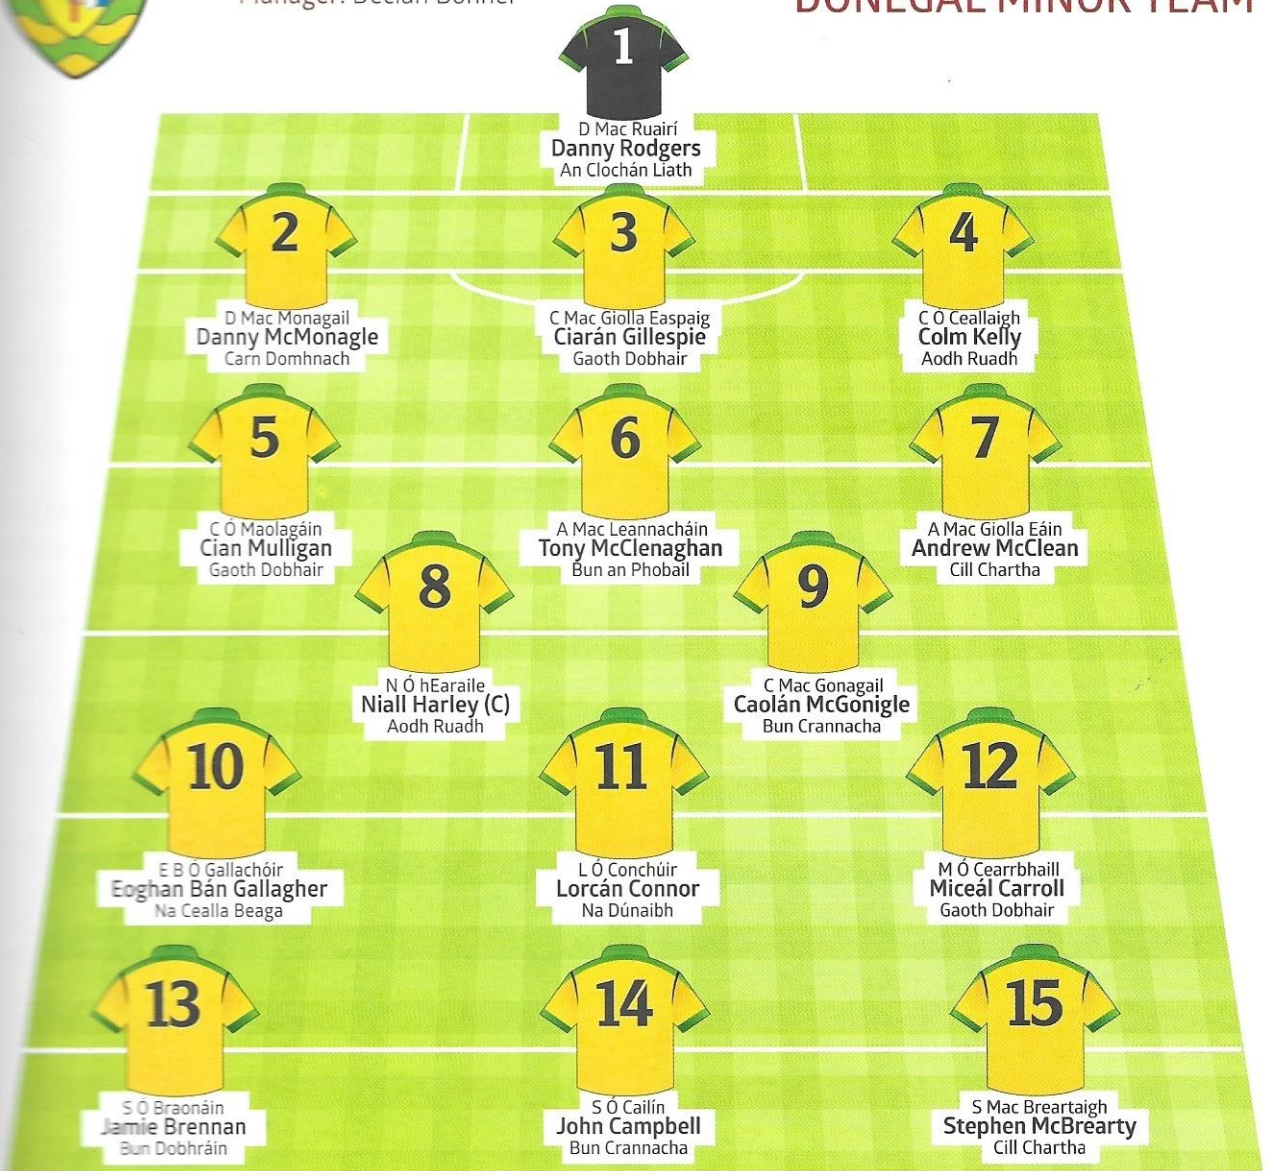 Manager: Declan Bonner
DONEGAL MINOR TEAM
1
D Mac Ruairí
Danny Rodgers
An Clochán Liath
2
D Mac Monagail
Danny McMonagle
Carn Domhnach
3
C Mac Giolla Easpaig
Ciarán Gillespie
Gaoth Dobhair
4
C Ó Ceallaigh
Colm Kelly
Aodh Ruadh
5
C Ó Maolagáin
Cian Mulligan
Gaoth Dobhair
6
A Mac Leannacháin
Tony McClenaghan
Bun an Phobail
7
A Mac Giolla Eáin
Andrew McClean
Cill Chartha
8
N Ó hEaraile
Niall Harley (C)
Aodh Ruadh
9
C Mac Gonagail
Caolán McGonigle
Bun Crannacha
10
E B Ó Gallachóir
Eoghan Bán Gallagher
Na Cealla Beaga
11
L Ó Conchúir
Lorcán Connor
Na Dúnaibh
12
M Ó Cearrbhaill
Miceál Carroll
Gaoth Dobhair
13
S Ó Braonáin
Jamie Brennan
Bun Dobhráin
14
S Ó Cailín
John Campbell
Bun Crannacha
15
S Mac Breartaigh
Stephen McBrearty
Cill Chartha